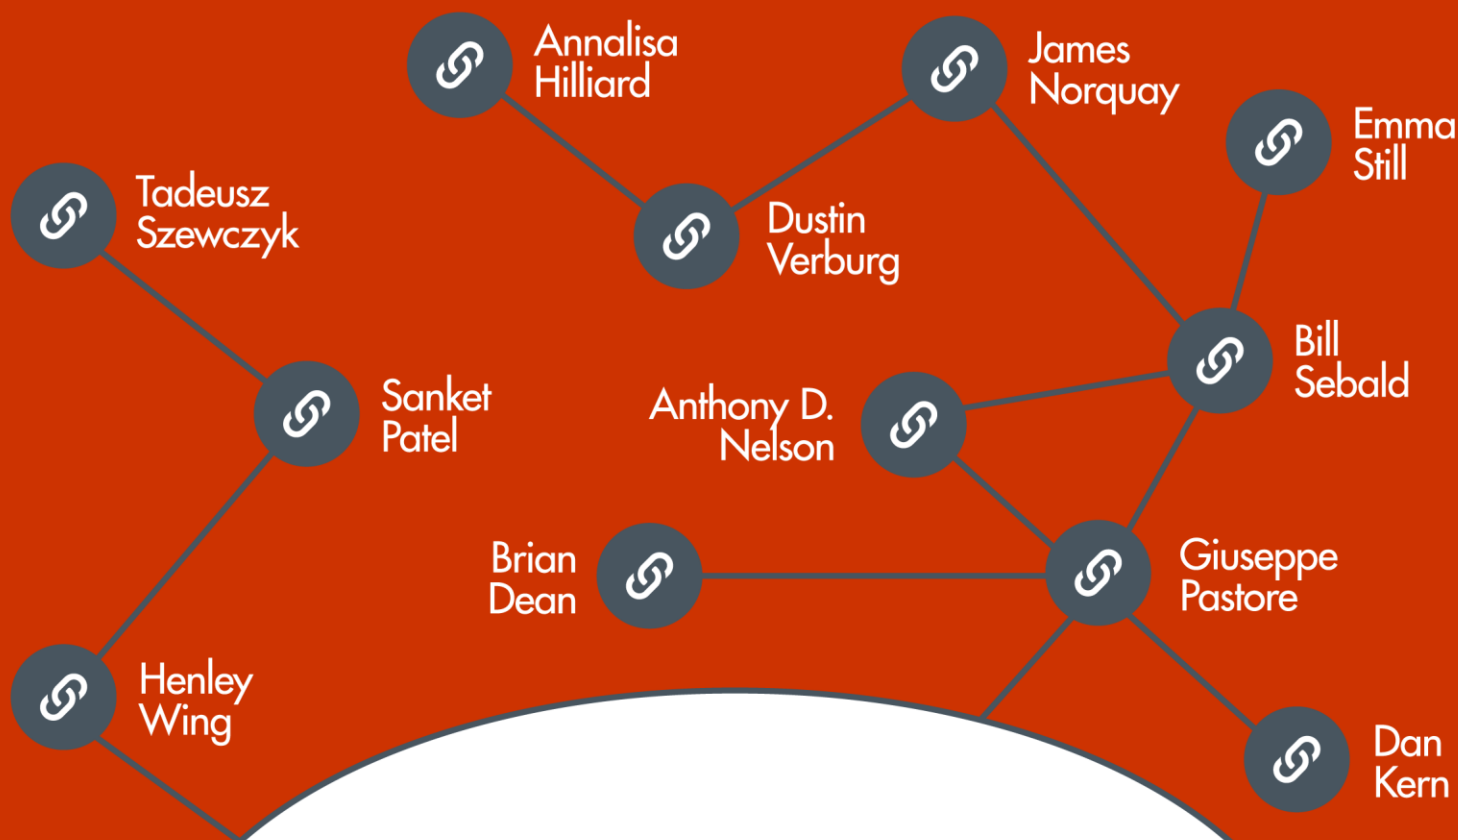 Annalisa
Hilliard
James
Norquay
Emma
Still
Tadeusz
Szewczyk
Dustin
Verburg
Bill
Sebald
Sanket
Patel
Anthony D.
Nelson
Brian
Dean
Giuseppe
Pastore
Henley
Wing
Dan
Kern